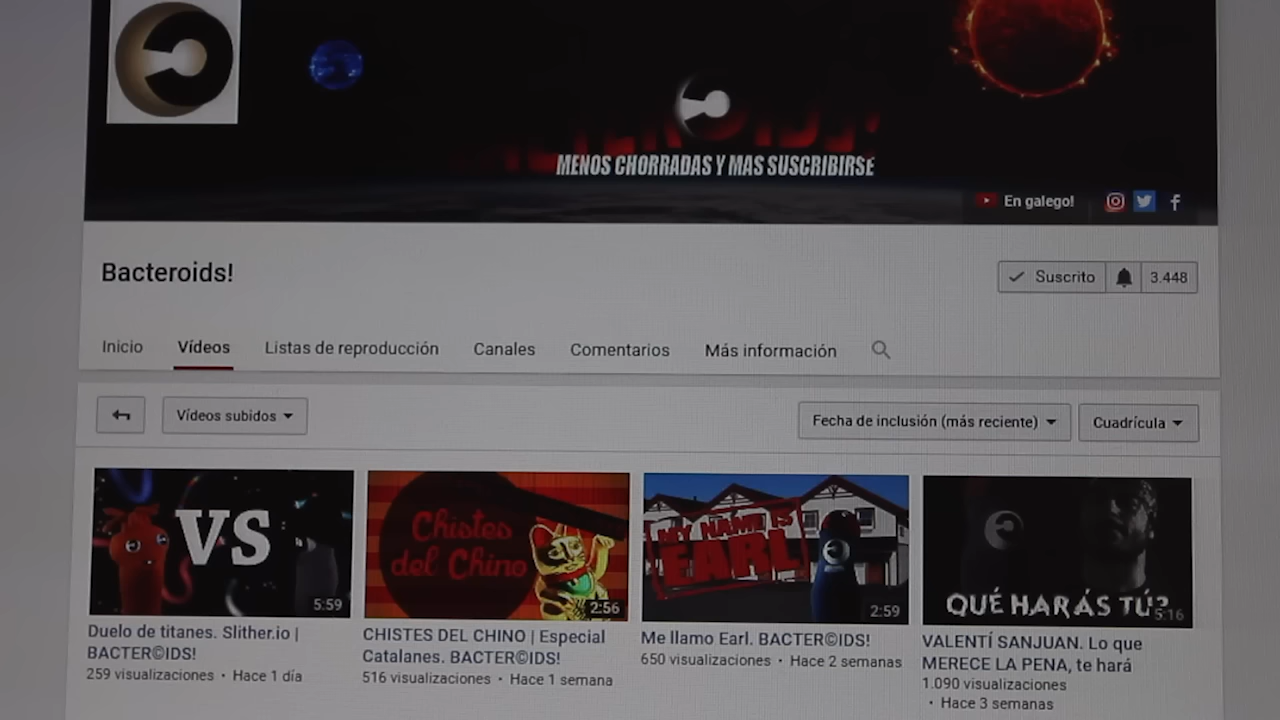 MENOS CHORRADAS Y MAS SUSCRIBIRSE
En galego!
Bacteroids!
Suscrito 3.448
Inicio Vídeos Listas de reproducción Canales Comentarios Más información
Vídeos subidos Fecha de inclusión (más reciente) Cuadrícula
VS
5:59
Chistes
del Chino
2:56
MY NAME IS
EARL
2:59
QUÉ HARÁS TÚ?
5:16
Duelo de titanes. Slither.io |
BACTER©IDS!
259 visualizaciones • Hace 1 día
CHISTES DEL CHINO | Especial
Catalanes. BACTER©IDS!
516 visualizaciones • Hace 1 semana
Me llamo Earl. BACTER©IDS!
650 visualizaciones • Hace 2 semanas
VALENTÍ SANJUAN. Lo que
MERECE LA PENA, te hará
1.090 visualizaciones
• Hace 3 semanas